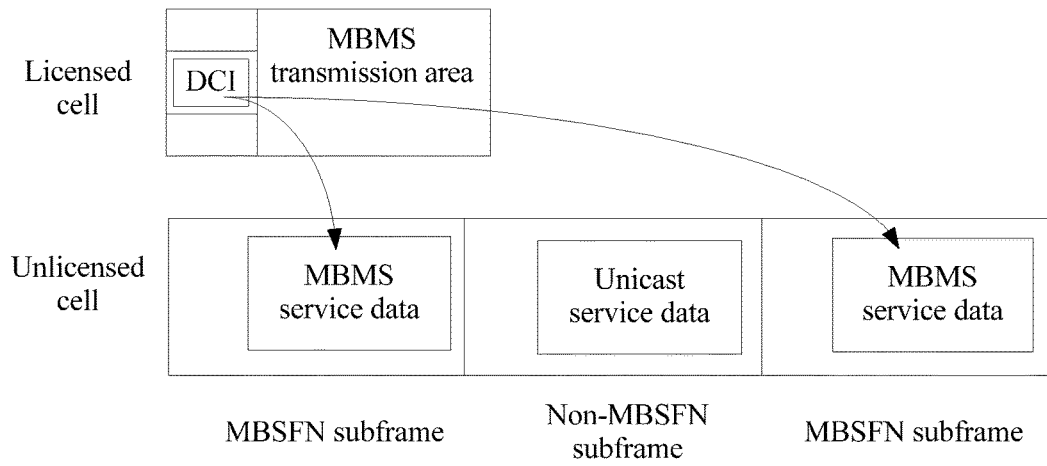 Licensed
cell
DCI
MBMS
transmission area
Unlicensed
cell
MBMS
service data
Unicast
service data
MBMS
service data
MBSFN subframe
Non-MBSFN
subframe
MBSFN subframe